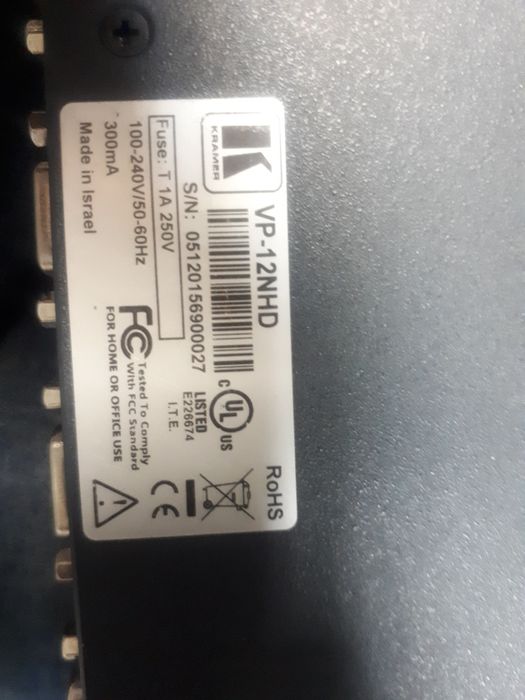 KRAMER
VP-12NHD
RoHS
S/N: 05120156900027
Fuse: T 1A 250V
100-240V/50-60Hz
300mA
Made in Israel
C UL US
LISTED
E226674
I.T.E.
FC Tested To Comply
With FCC Standard
FOR HOME OR OFFICE USE
CE